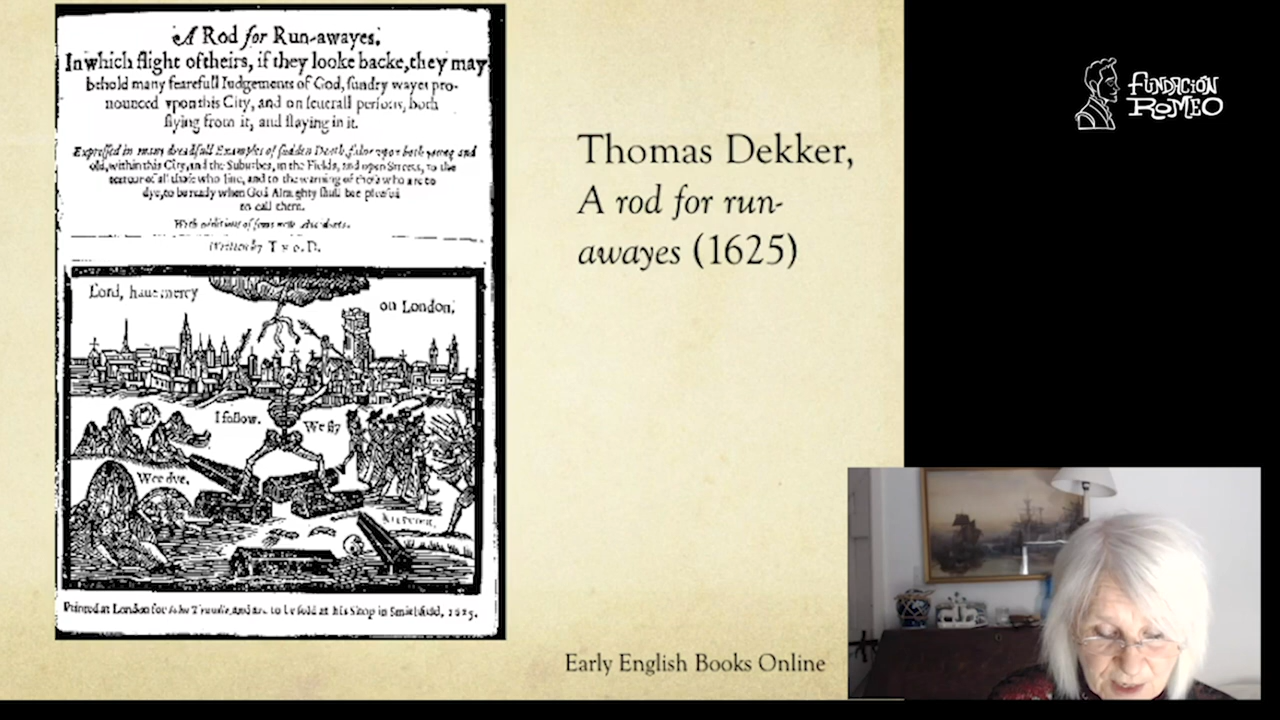 A Rod for Run-awayes.
In which flight of theirs, if they looke backe, they may
behold many fearefull Iudgements of God, sundry wayes pro-
nounced vpon this City, and on seuerall persons, both
flying from it, and staying in it.
Expressed in many dreadfull Examples of sudden Death, both young and
old, within this City, and the Suburbes, in the Fields, and open Streets, to the
terrour of all those who liue, and to the warning of those who are to
dye, to be ready when God Almighty shall bee pleased
to call them.
With additions of some new Accidents.
Written by THO. D.
Lord, haue mercy
on London.
I follow.
We fly
Wee dye.
Printed at London for Iohn Trundle, and are to be sold at his Shop in Smithfield, 1625.
Thomas Dekker,
A rod for run-
awayes (1625)
Early English Books Online
FUNDACIÓN
ROMEO